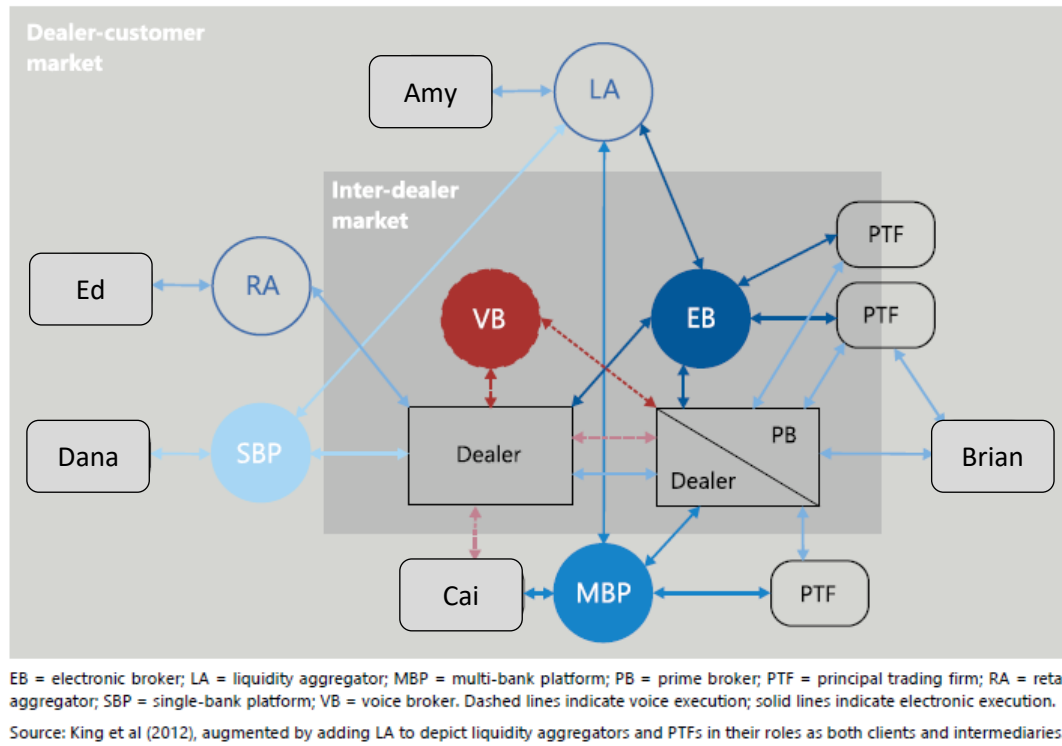 Dealer-customer
market
Amy
LA
Inter-dealer
market
PTF
Ed
RA
VB
EB
PTF
Dana
SBP
Dealer
PB
Dealer
Brian
Cai
MBP
PTF
EB = electronic broker; LA = liquidity aggregator; MBP = multi-bank platform; PB = prime broker; PTF = principal trading firm; RA = reta
aggregator; SBP = single-bank platform; VB = voice broker. Dashed lines indicate voice execution; solid lines indicate electronic execution.
Source: King et al (2012), augmented by adding LA to depict liquidity aggregators and PTFs in their roles as both clients and intermediaries